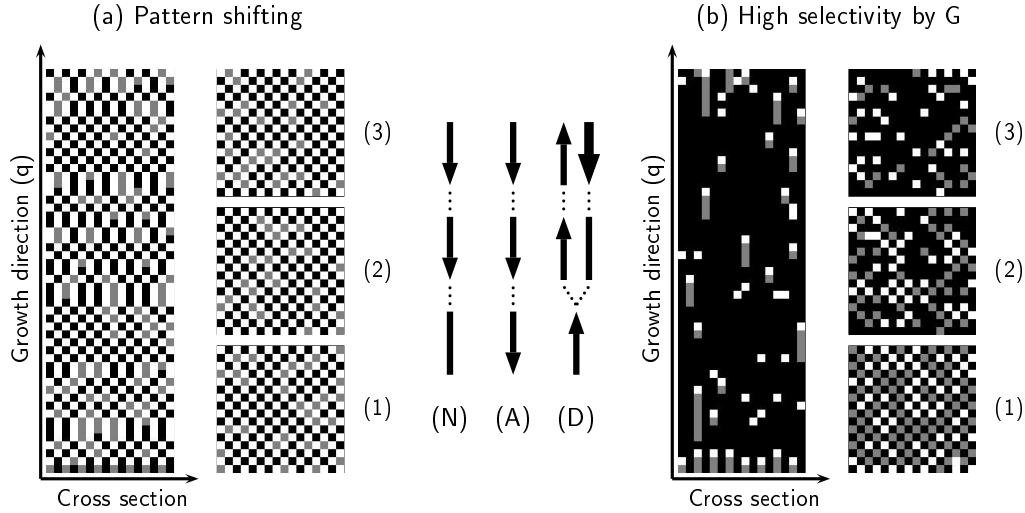 (a) Pattern shifting
(b) High selectivity by G
Growth direction (q)
(3)
(2)
(1)
Cross section
(N) (A) (D)
Growth direction (q)
(3)
(2)
(1)
Cross section